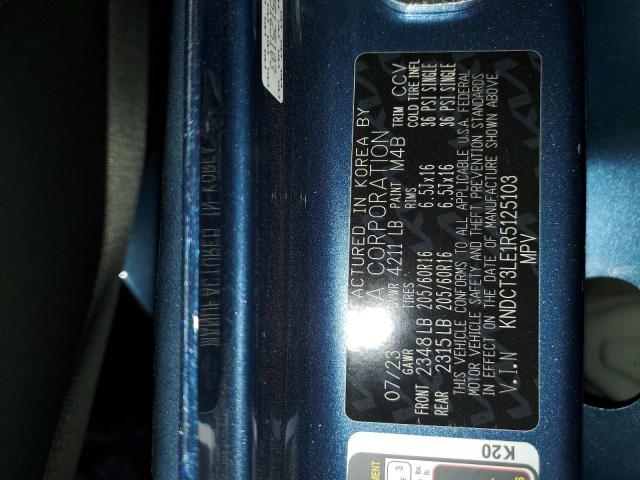 FACTURED IN KOREA BY
A CORPORATION
07/23 GVWR 4211 LB PAINT M4B TRIM CCV
GAWR TIRES RIMS COLD TIRE INFL
FRONT 2348 LB 205/60R16 6.5JX16 36 PSI SINGLE
REAR 2315 LB 205/60R16 6.5JX16 36 PSI SINGLE
THIS VEHICLE CONFORMS TO ALL APPLICABLE U.S.A. FEDERAL
MOTOR VEHICLE SAFETY AND THEFT PREVENTION STANDARDS
IN EFFECT ON THE DATE OF MANUFACTURE SHOWN ABOVE.
V.I.N KNDCT3LE1R5125103
MPV
K20
3